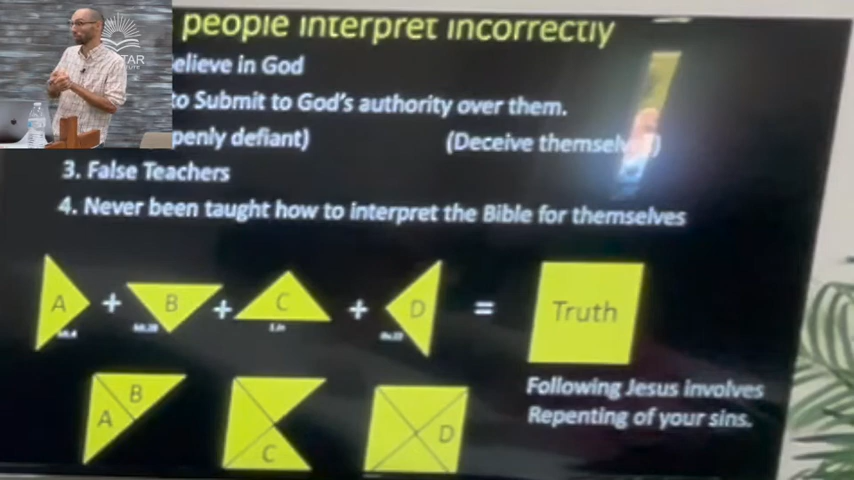 people interpret incorrectly
elieve in God
to Submit to God's authority over them.
penly defiant) (Deceive themselves)
3. False Teachers
4. Never been taught how to interpret the Bible for themselves
A + B + C + D = Truth
A B
C
D
Following Jesus involves
Repenting of your sins.
TAR